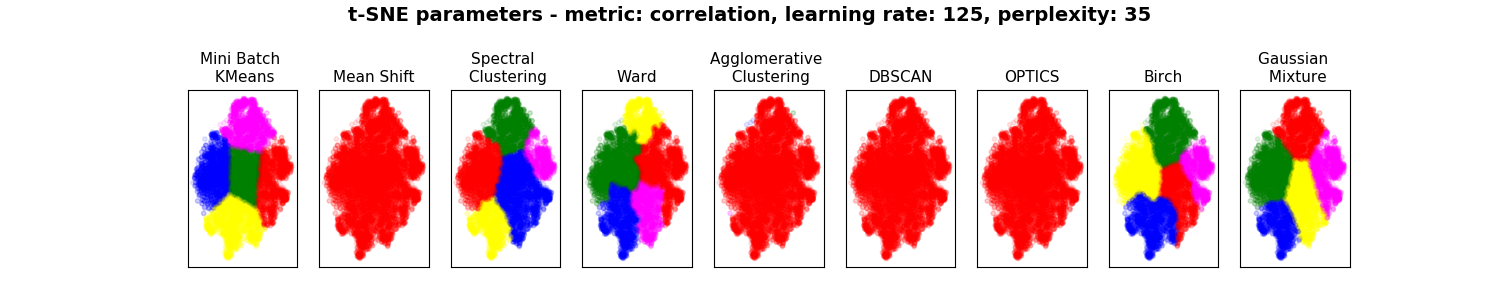 t-SNE parameters - metric: correlation, learning rate: 125, perplexity: 35
Mini Batch
KMeans
Mean Shift
Spectral
Clustering
Ward
Agglomerative
Clustering
DBSCAN
OPTICS
Birch
Gaussian
Mixture